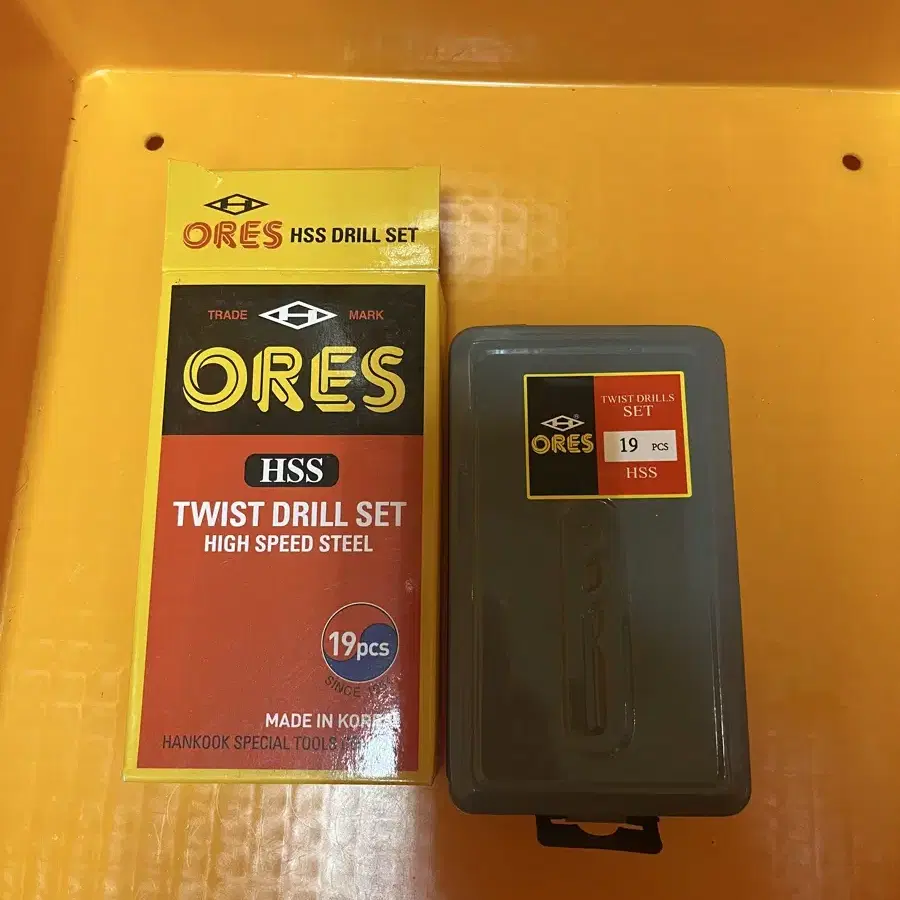 ORES HSS DRILL SET
TRADE MARK
ORES
HSS
TWIST DRILL SET
HIGH SPEED STEEL
19pcs
SINCE
MADE IN
HANKOOK SPECIAL TOOLS
ORES
TWIST DRILLS
SET
19 PCS
HSS